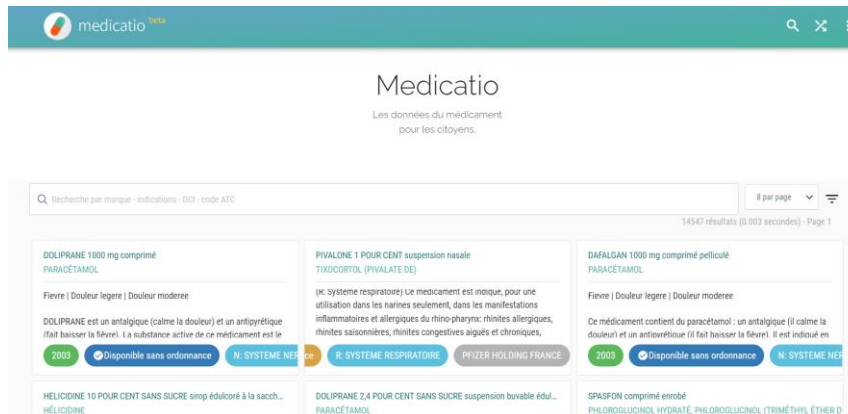 medicatio beta
Medicatio
Les données du médicament
pour les citoyens.
Recherche par marque - indications - DCI - code ATC
8 par page
14547 résultats (0.003 secondes) - Page 1
DOLIPRANE 1000 mg comprimé
PARACÉTAMOL
Fievre | Douleur legere | Douleur moderee
DOLIPRANE est un antalgique (calme la douleur) et un antipyrétique
(fait baisser la fièvre). La substance active de ce médicament est le
2003
Disponible sans ordonnance
N: SYSTEME NER
PIVALONE 1 POUR CENT suspension nasale
TIXOCORTOL (PIVALATE DE)
(R: Système respiratoire) Ce médicament est indiqué, pour une
utilisation dans les narines seulement, dans les manifestations
inflammatoires et allergiques du rhino-pharynx: rhinites allergiques,
rhinites saisonnières, rhinites congestives aiguës et chroniques,
ce
R: SYSTEME RESPIRATOIRE
PFIZER HOLDING FRANCE
DAFALGAN 1000 mg comprimé pelliculé
PARACÉTAMOL
Fievre | Douleur legere | Douleur moderee
Ce médicament contient du paracétamol : un antalgique (il calme la
douleur) et un antipyrétique (il fait baisser la fièvre). Il est indiqué en
2003
Disponible sans ordonnance
N: SYSTEME NER
HELICIDINE 10 POUR CENT SANS SUCRE sirop édulcoré à la sacch...
HÉLICIDINE
DOLIPRANE 2,4 POUR CENT SANS SUCRE suspension buvable édul...
PARACÉTAMOL
SPASFON comprimé enrobé
PHLOROGLUCINOL HYDRATÉ, PHLOROGLUCINOL (TRIMÉTHYL ÉTHER D